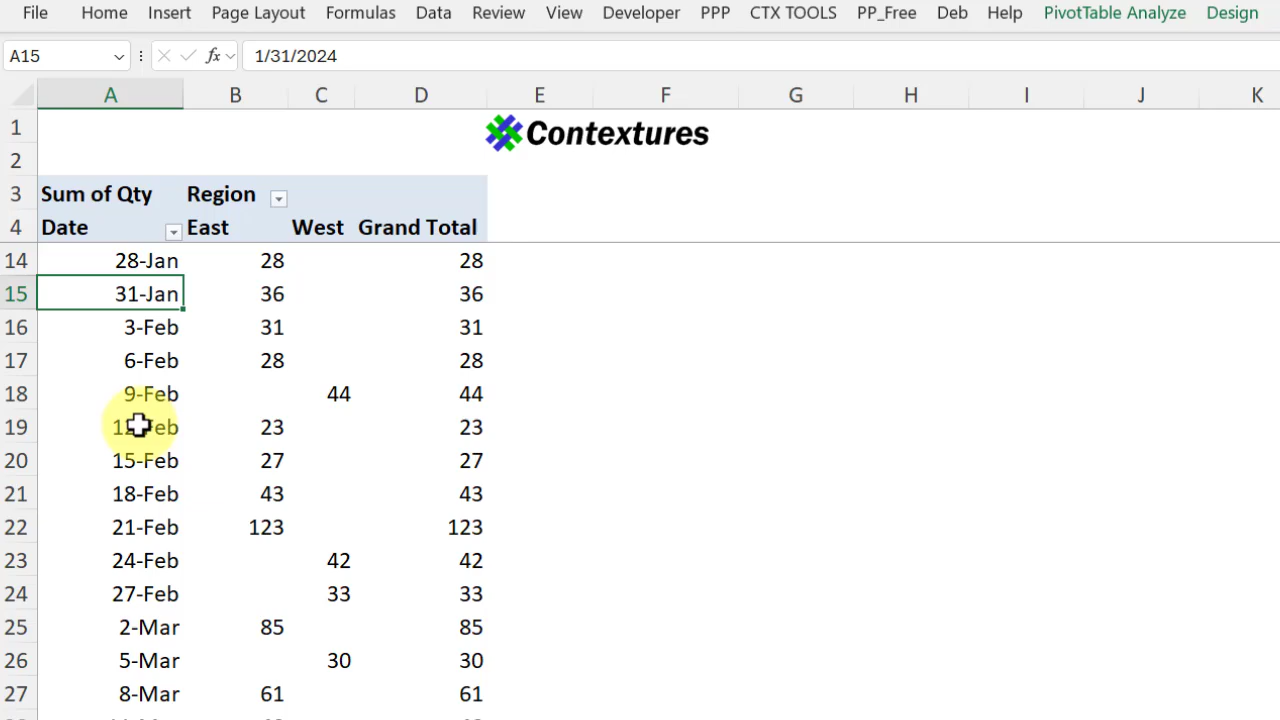 File Home Insert Page Layout Formulas Data Review View Developer PPP CTX TOOLS PP_Free Deb Help PivotTable Analyze Design
A15 fx 1/31/2024
A B C D E F G H I J K
1 Contextures
2
3 Sum of Qty Region
4 Date East West Grand Total
14 28-Jan 28 28
15 31-Jan 36 36
16 3-Feb 31 31
17 6-Feb 28 28
18 9-Feb 44 44
19 12-Feb 23 23
20 15-Feb 27 27
21 18-Feb 43 43
22 21-Feb 123 123
23 24-Feb 42 42
24 27-Feb 33 33
25 2-Mar 85 85
26 5-Mar 30 30
27 8-Mar 61 61